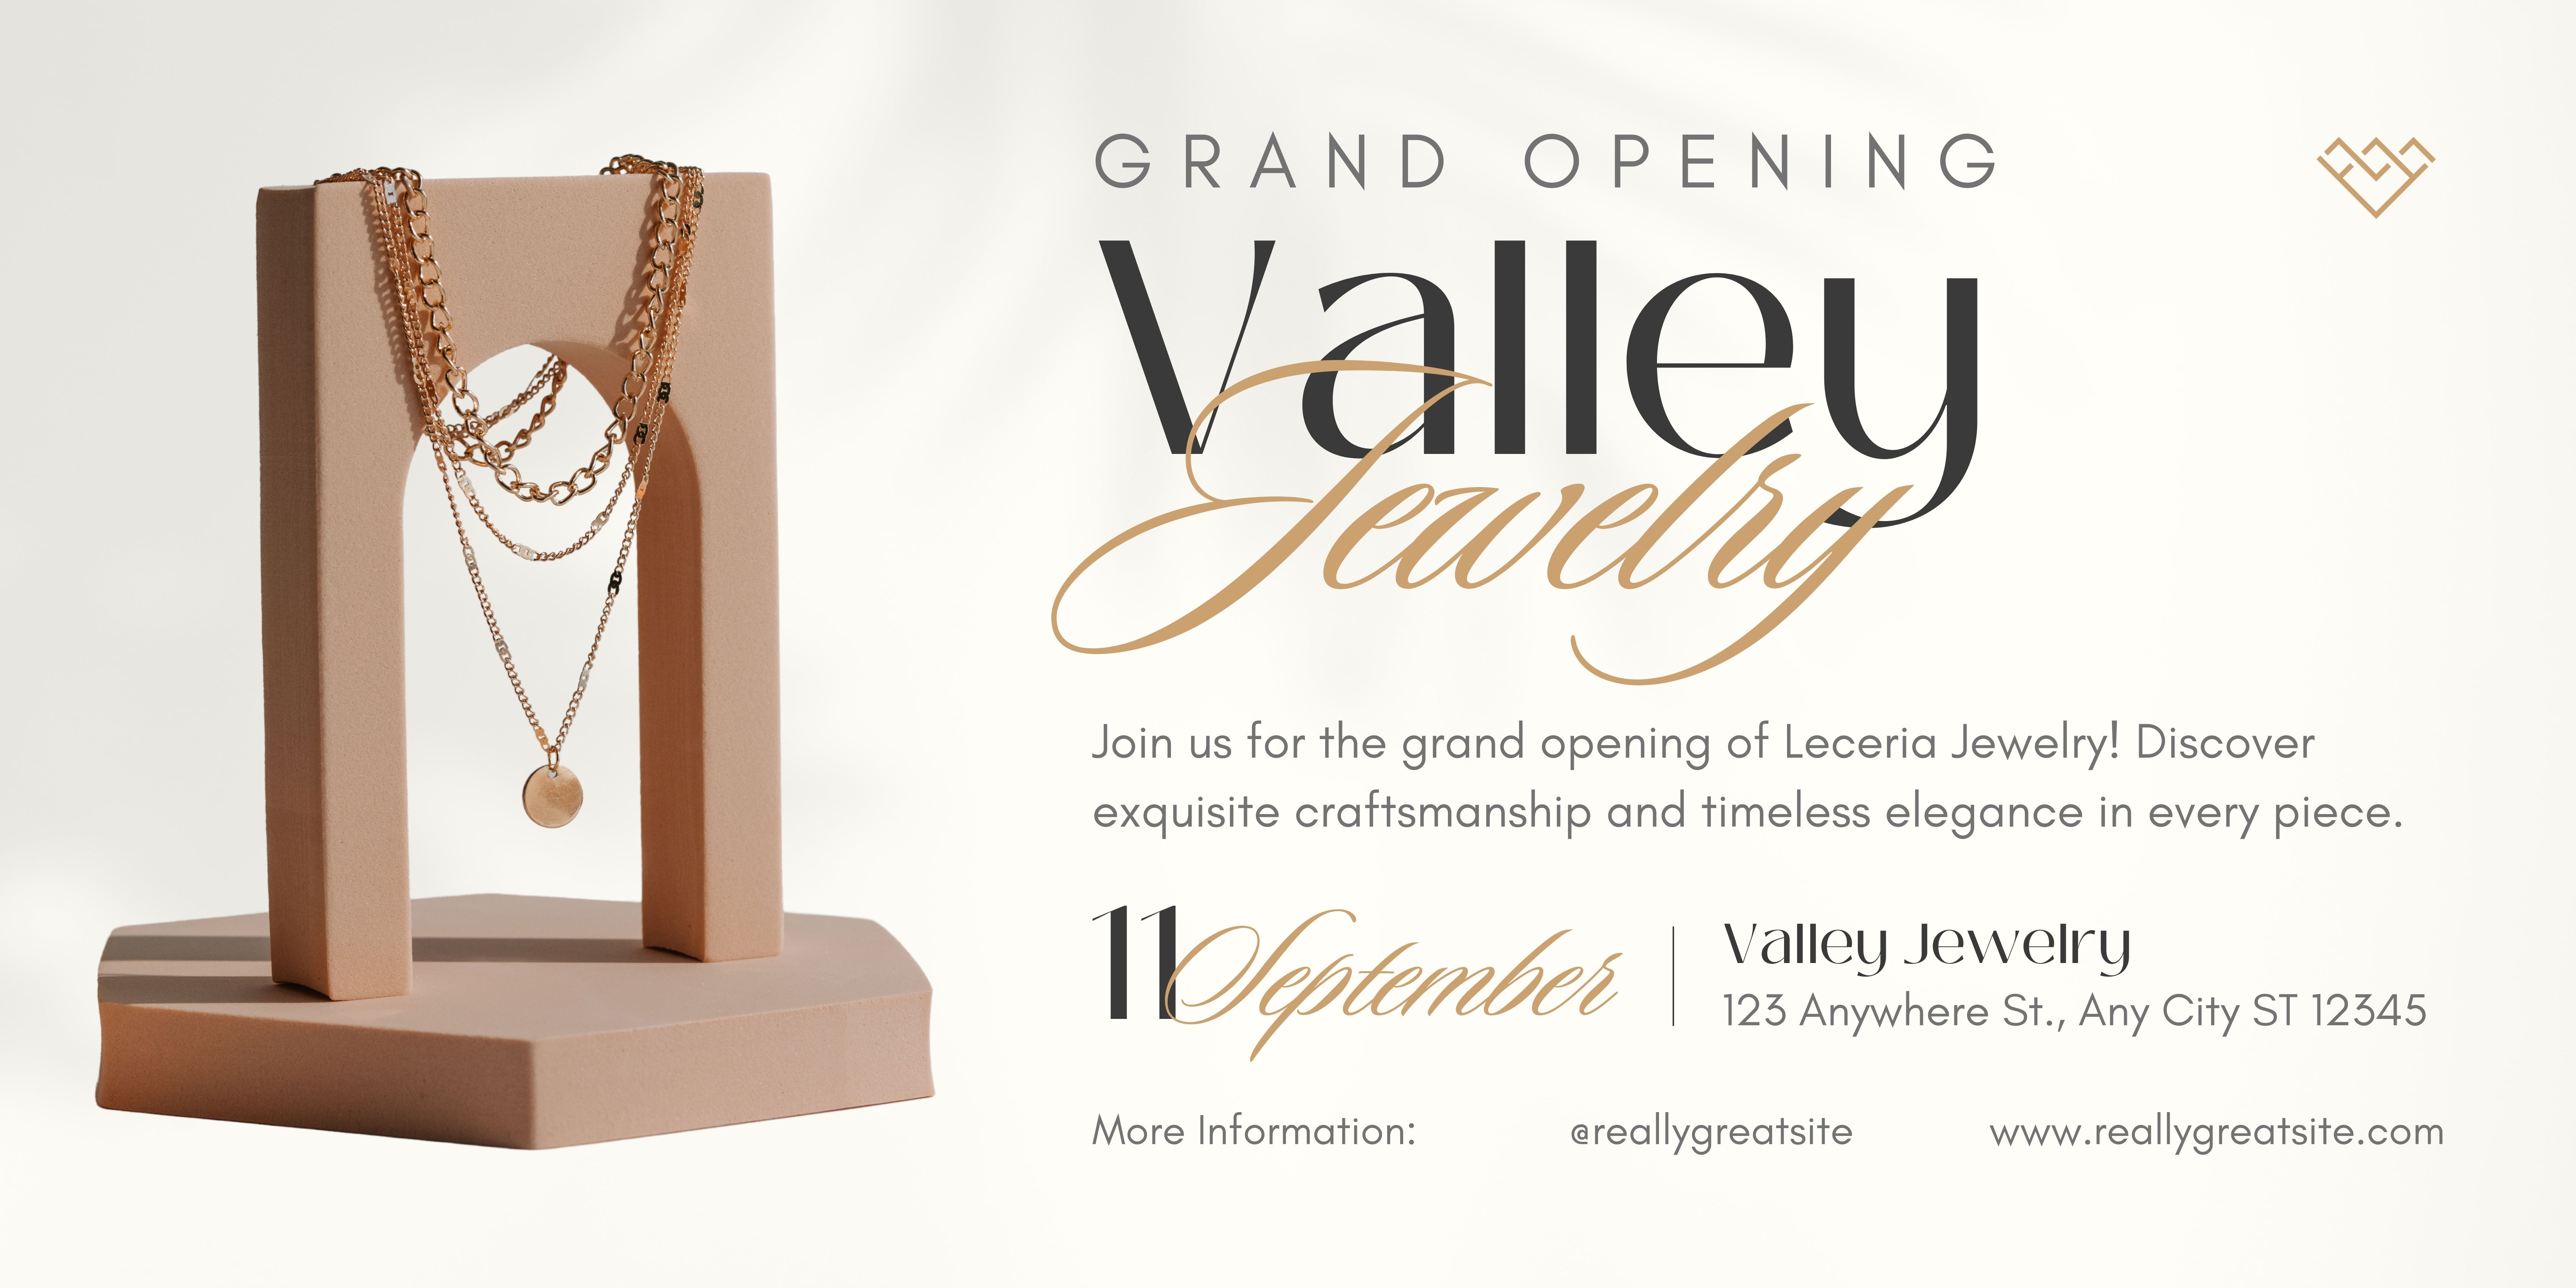 GRAND OPENING
Valley
Jewelry
Join us for the grand opening of Leceria Jewelry! Discover
exquisite craftsmanship and timeless elegance in every piece.
11 September
Valley Jewelry
123 Anywhere St., Any City ST 12345
More Information: @reallygreatsite www.reallygreatsite.com